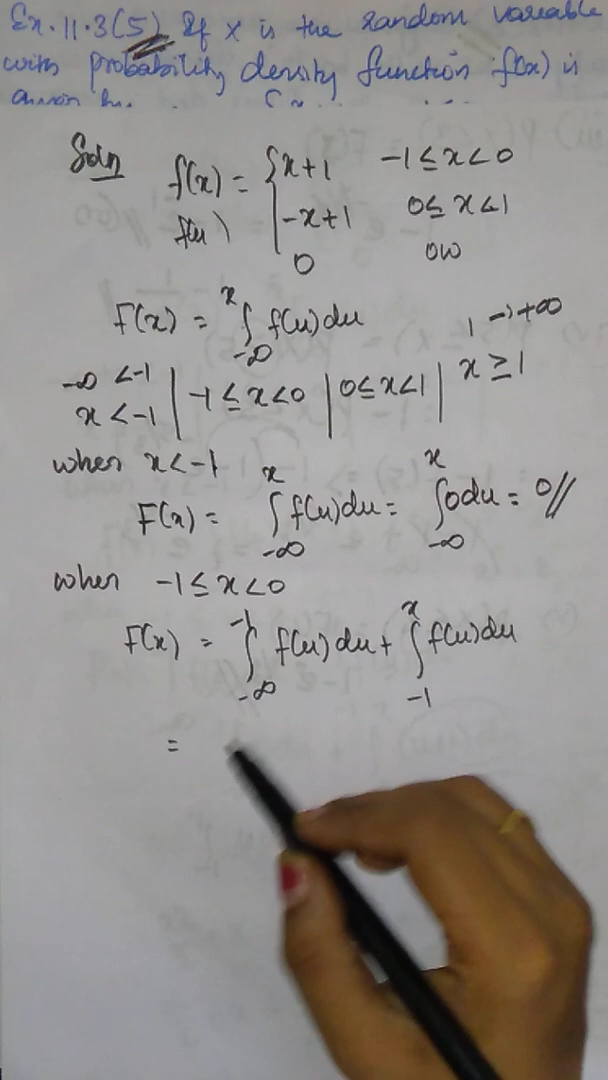 Ex. 11.3(5) If X is the random variable
with probability density function f(x) is
Soln f(x) = { x+1 -1 ≤ x < 0
f(u) -x+1 0 ≤ x < 1
0 ow
F(x) = ∫_{-∞}^{x} f(u) du
1 → +∞
-∞ < -1
x < -1 | -1 ≤ x < 0 | 0 ≤ x < 1 | x ≥ 1
when x < -1
F(x) = ∫_{-∞}^{x} f(u) du = ∫_{-∞}^{x} 0 du = 0//
when -1 ≤ x < 0
F(x) = ∫_{-∞}^{-1} f(u) du + ∫_{-1}^{x} f(u) du
=